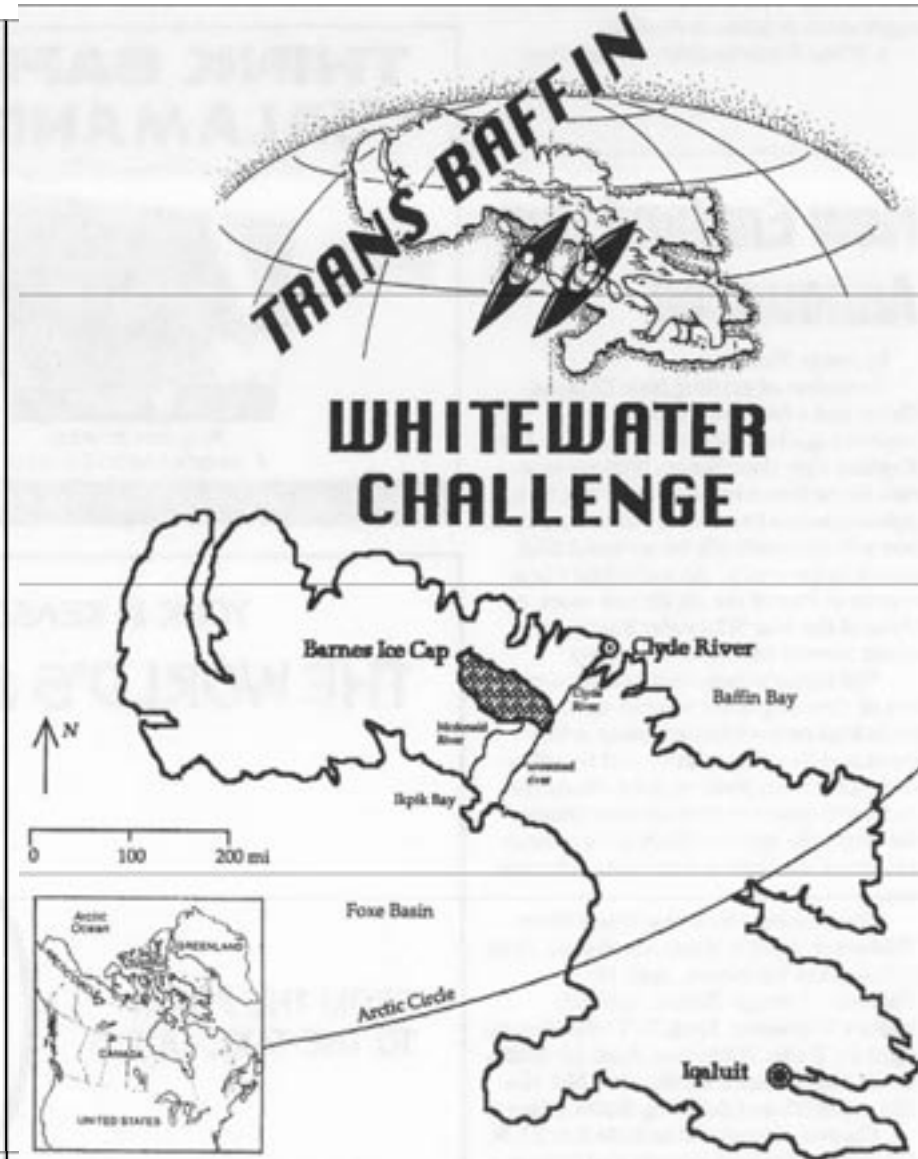 TRANS BAFFIN
WHITEWATER
CHALLENGE
Barnes Ice Cap
Clyde River
Clyde
River
Baffin Bay
N
Mcdonald
River
unnamed
river
Ikpik Bay
0 100 200 mi
Foxe Basin
Arctic Circle
Iqaluit
Arctic
Ocean
GREENLAND
CANADA
UNITED STATES